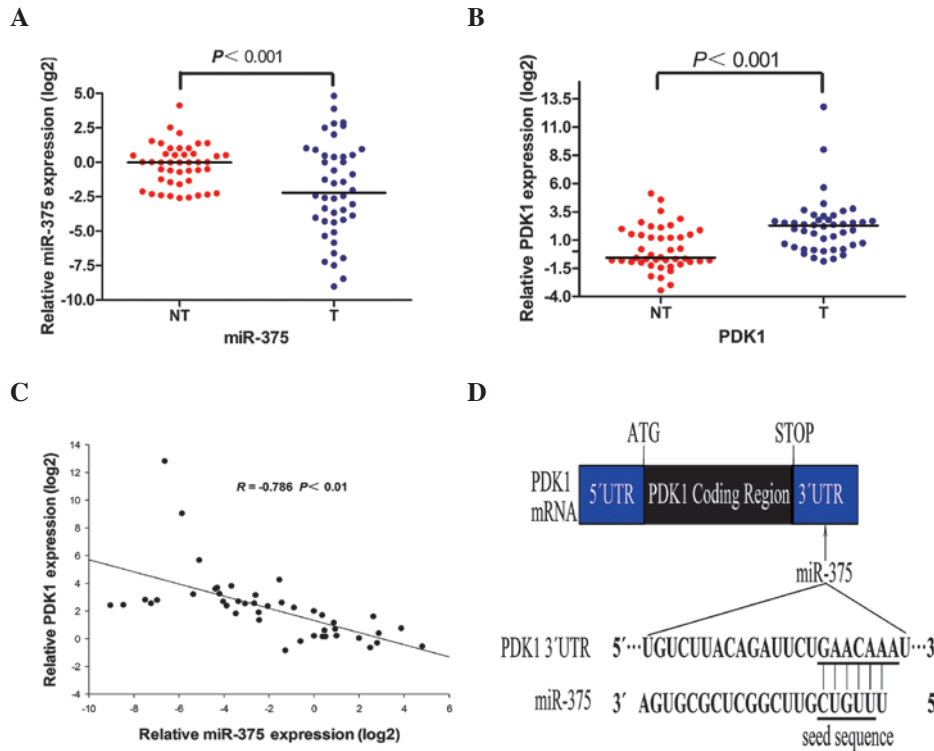 A
P< 0.001
Relative miR-375 expression (log2)
5.0
2.5
0.0
-2.5
-5.0
-7.5
-10.0
NT
T
miR-375
B
P< 0.001
Relative PDK1 expression (log2)
13.5
11.0
8.5
6.0
3.5
1.0
-1.5
-4.0
NT
T
PDK1
C
Relative PDK1 expression (log2)
14
12
10
8
6
4
2
0
-2
-4
R = -0.786 P< 0.01
-10
-8
-6
-4
-2
0
2
4
6
Relative miR-375 expression (log2)
D
ATG
STOP
PDK1 mRNA
5´UTR
PDK1 Coding Region
3´UTR
miR-375
PDK1 3´UTR 5´···UGUCUUACAGAUUCUGAACAAAU···3
miR-375 3´ AGUGCGCUCGGCUUGCUGUUU 5
seed sequence